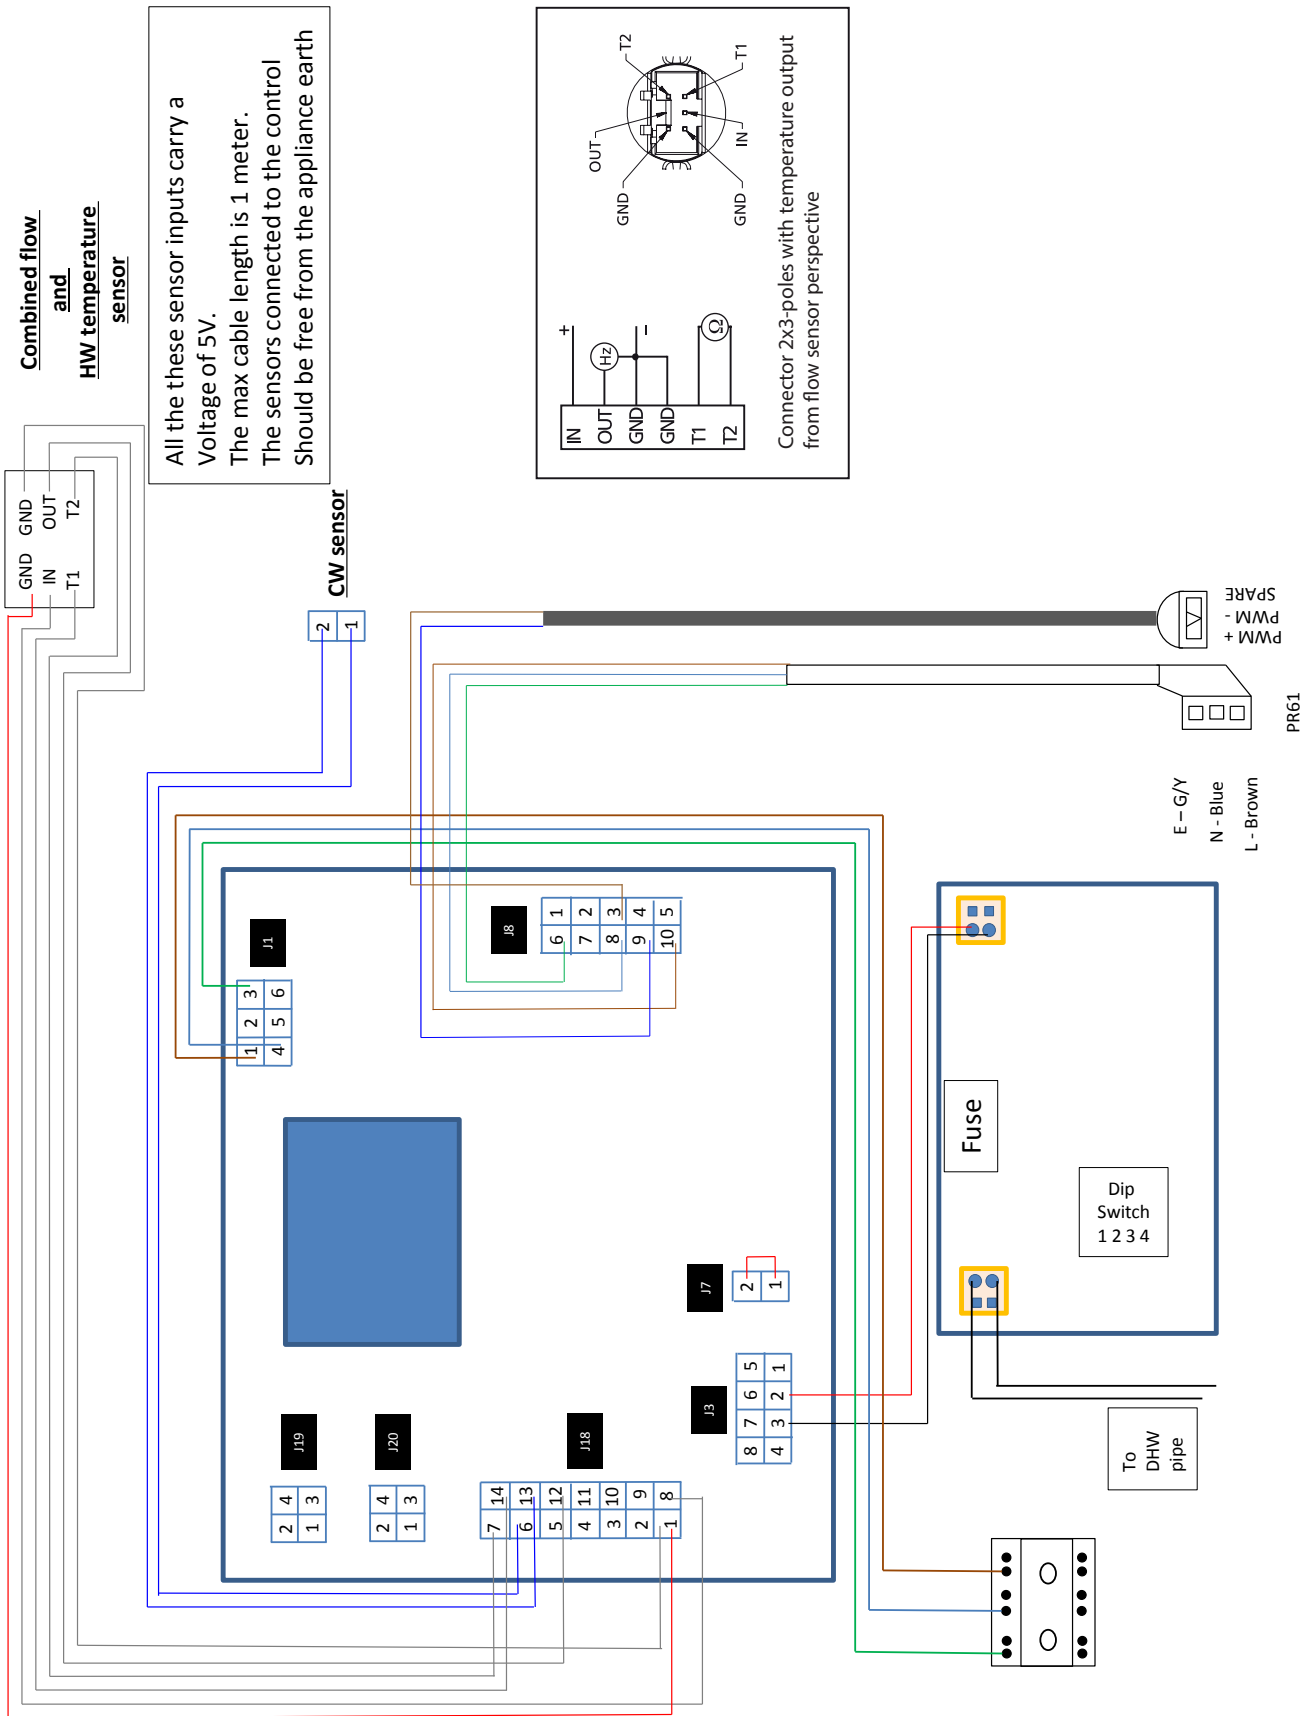 Combined flow
and
HW temperature
sensor
GND GND
IN OUT
T1 T2
All the these sensor inputs carry a
Voltage of 5V.
The max cable length is 1 meter.
The sensors connected to the control
Should be free from the appliance earth
CW sensor
2
1
IN
OUT
GND
GND
T1
T2
+
Hz
-
Ω
GND
OUT
T2
GND
IN
T1
Connector 2x3-poles with temperature output
from flow sensor perspective
J19
2 4
1 3
J20
2 4
1 3
J18
7 14
6 13
5 12
4 11
3 10
2 9
1 8
J1
1 2 3
4 5 6
J8
6 1
7 2
8 3
9 4
10 5
J7
2
1
J3
8 7 6 5
4 3 2 1
PWM +
PWM -
SPARE
PR61
E – G/Y
N - Blue
L - Brown
Fuse
Dip
Switch
1 2 3 4
To
DHW
pipe